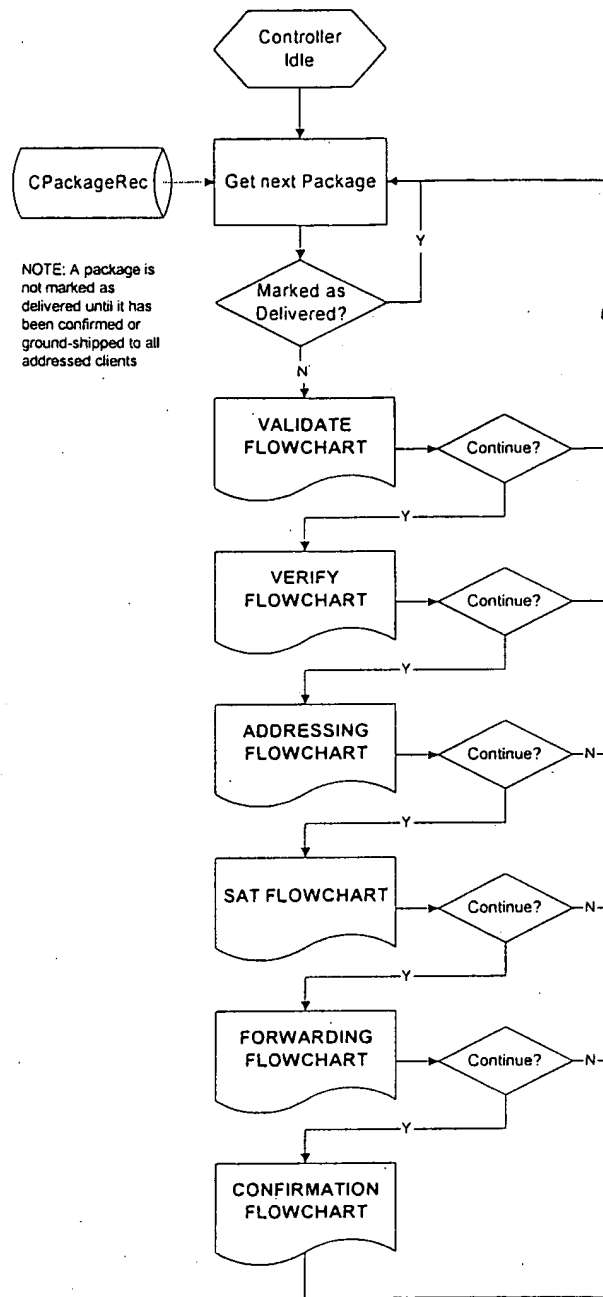 Controller
Idle
CPackageRec
Get next Package
Y
NOTE: A package is
not marked as
delivered until it has
been confirmed or
ground-shipped to all
addressed clients
Marked as
Delivered?
N
VALIDATE
FLOWCHART
Continue?
Y
VERIFY
FLOWCHART
Continue?
Y
ADDRESSING
FLOWCHART
Continue?
N
Y
SAT FLOWCHART
Continue?
N
Y
FORWARDING
FLOWCHART
Continue?
N
Y
CONFIRMATION
FLOWCHART